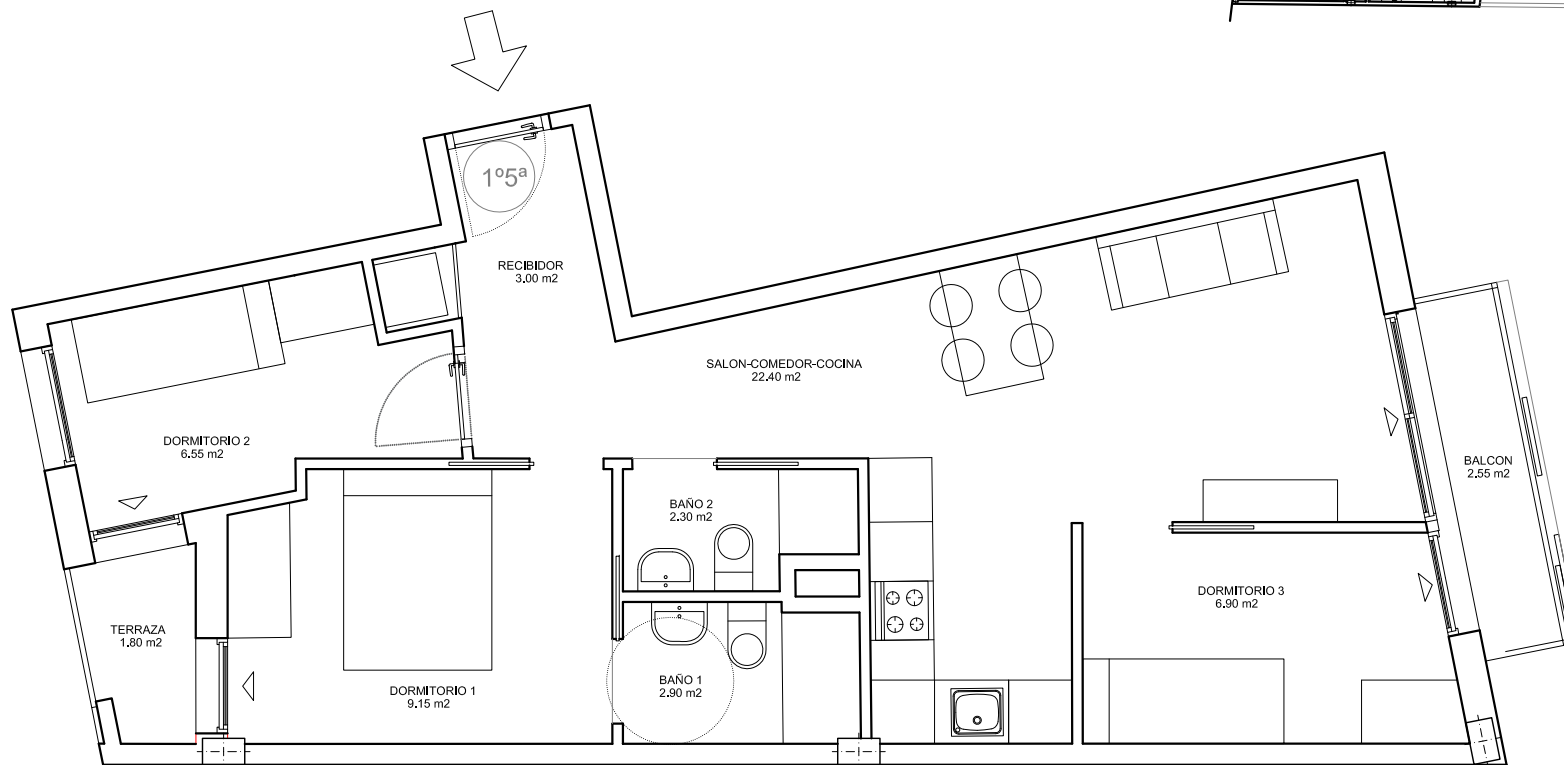 1º5ª
RECIBIDOR
3.00 m2
SALON-COMEDOR-COCINA
22.40 m2
DORMITORIO 2
6.55 m2
BALCON
2.55 m2
BAÑO 2
2.30 m2
DORMITORIO 3
6.90 m2
TERRAZA
1.80 m2
DORMITORIO 1
9.15 m2
BAÑO 1
2.90 m2